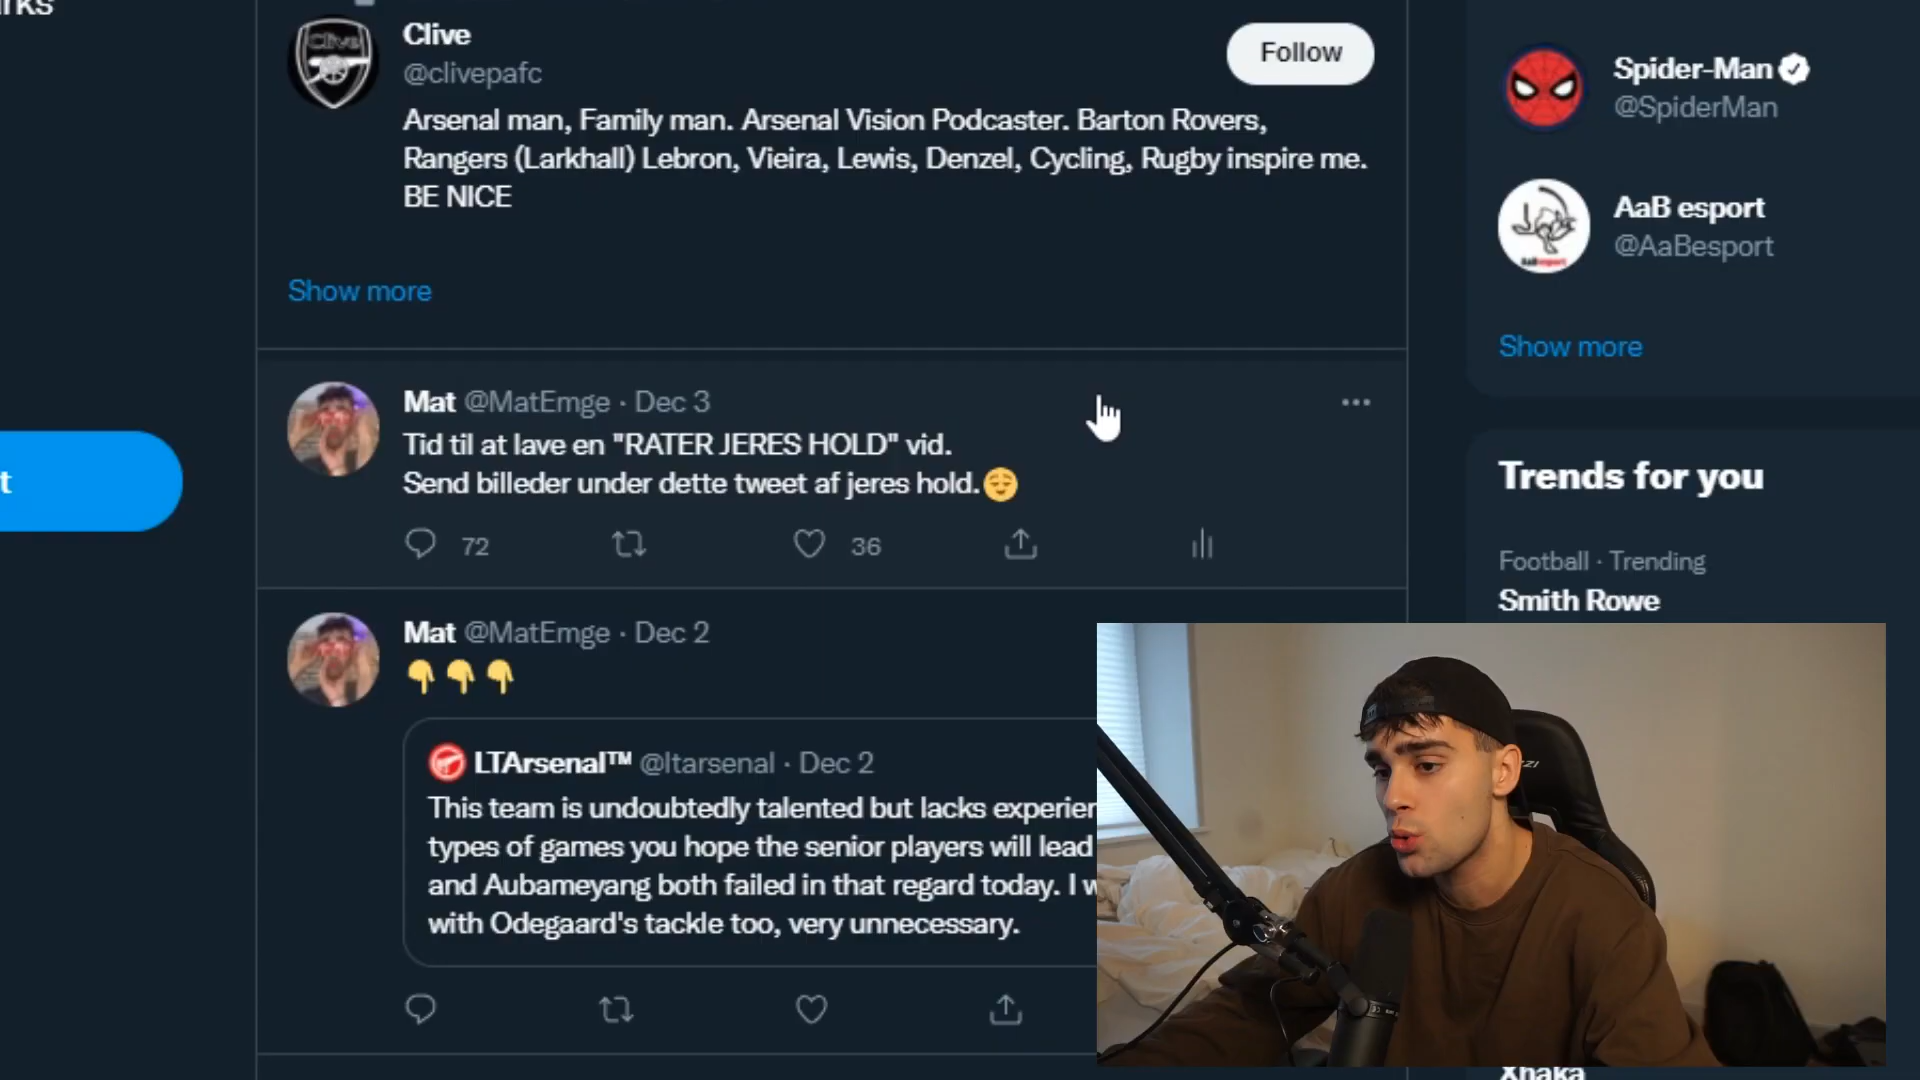 Clive
@clivepafc
Follow
Arsenal man, Family man. Arsenal Vision Podcaster. Barton Rovers,
Rangers (Larkhall) Lebron, Vieira, Lewis, Denzel, Cycling, Rugby inspire me.
BE NICE
Show more
Mat @MatEmge · Dec 3
Tid til at lave en "RATER JERES HOLD" vid.
Send billeder under dette tweet af jeres hold.😌
72
36
Mat @MatEmge · Dec 2
👇👇👇
LTArsenal™ @ltarsenal · Dec 2
This team is undoubtedly talented but lacks
types of games you hope the senior players will lead
and Aubameyang both failed in that regard today. I
with Odegaard's tackle too, very unnecessary.
Spider-Man
@SpiderMan
AaB esport
@AaBesport
Show more
Trends for you
Football · Trending
Smith Rowe
Xhaka